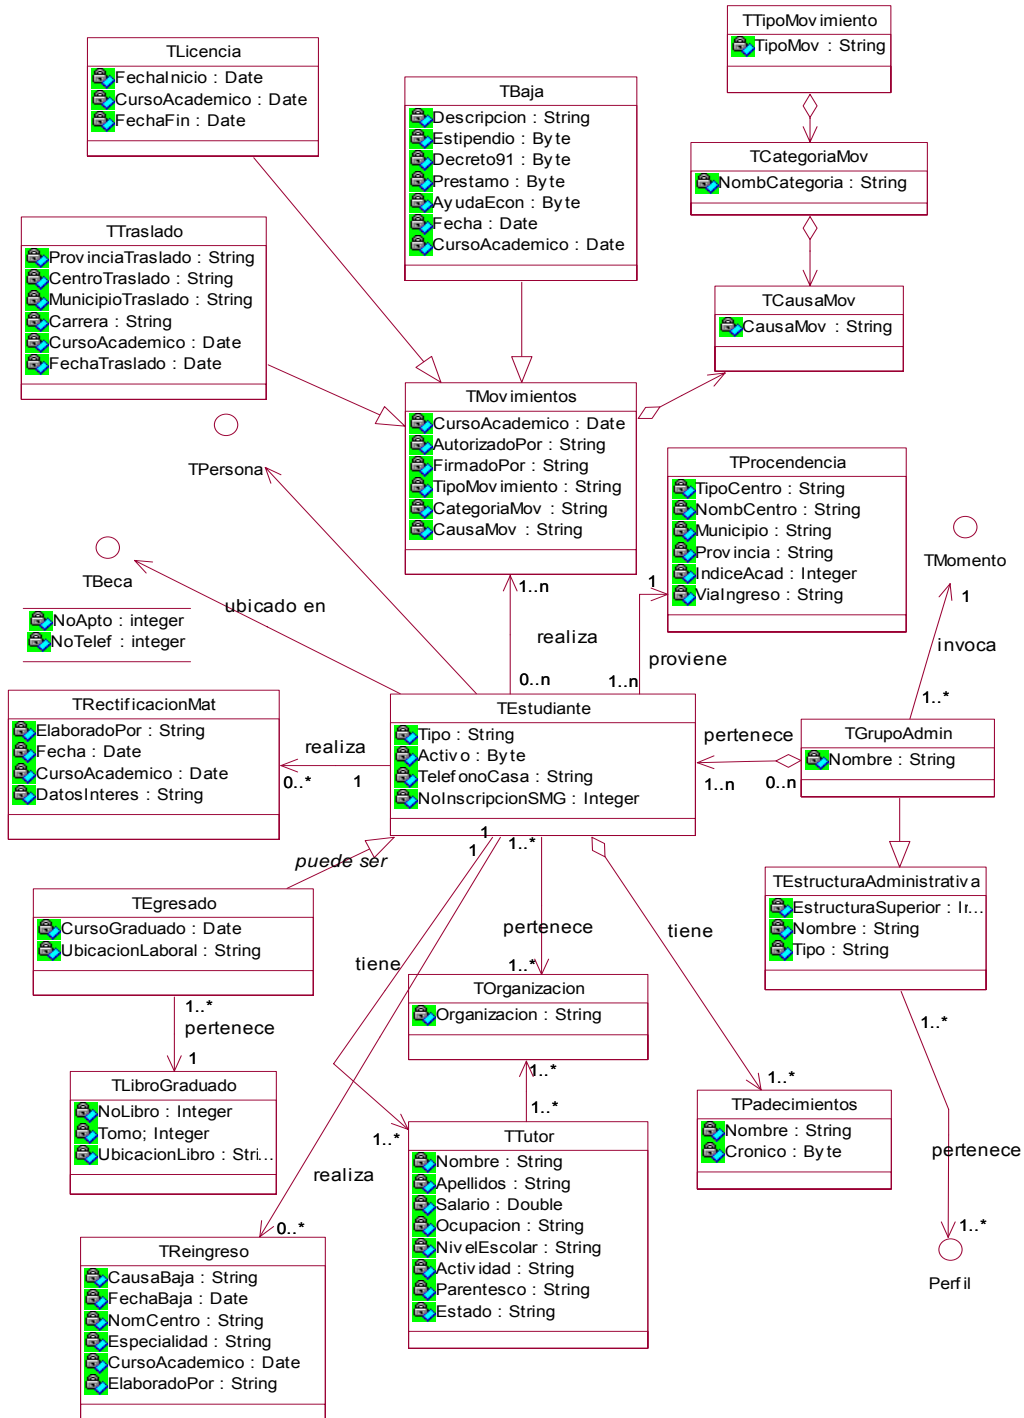 TTipoMovimiento
TipoMov : String
TLicencia
FechaInicio : Date
CursoAcademico : Date
FechaFin : Date
TBaja
Descripcion : String
Estipendio : Byte
Decreto91 : Byte
Prestamo : Byte
AyudaEcon : Byte
Fecha : Date
CursoAcademico : Date
TCategoriaMov
NombCategoria : String
TTraslado
ProvinciaTraslado : String
CentroTraslado : String
MunicipioTraslado : String
Carrera : String
CursoAcademico : Date
FechaTraslado : Date
TCausaMov
CausaMov : String
TMovimientos
CursoAcademico : Date
AutorizadoPor : String
FirmadoPor : String
TipoMovimiento : String
CategoriaMov : String
CausaMov : String
TPersona
TProcendencia
TipoCentro : String
NombCentro : String
Municipio : String
Provincia : String
IndiceAcad : Integer
ViaIngreso : String
TMomento
1
invoca
1..*
TBeca
NoApto : integer
NoTelef : integer
ubicado en
1..n
realiza
0..n
1
proviene
1..n
TRectificacionMat
ElaboradoPor : String
Fecha : Date
CursoAcademico : Date
DatosInteres : String
realiza
0..*
1
TEstudiante
Tipo : String
Activo : Byte
TelefonoCasa : String
NoInscripcionSMG : Integer
pertenece
1..n
0..n
TGrupoAdmin
Nombre : String
puede ser
1
1
1..*
TEstructuraAdministrativa
EstructuraSuperior : Ir...
Nombre : String
Tipo : String
TEgresado
CursoGraduado : Date
UbicacionLaboral : String
tiene
pertenece
1..*
tiene
TOrganizacion
Organizacion : String
1..*
pertenece
1
1..*
TLibroGraduado
NoLibro : Integer
Tomo; Integer
UbicacionLibro : Stri...
1..*
1..*
1..*
1..*
TPadecimientos
Nombre : String
Cronico : Byte
pertenece
1..*
Perfil
TTutor
Nombre : String
Apellidos : String
Salario : Double
Ocupacion : String
NivelEscolar : String
Actividad : String
Parentesco : String
Estado : String
realiza
0..*
TReingreso
CausaBaja : String
FechaBaja : Date
NomCentro : String
Especialidad : String
CursoAcademico : Date
ElaboradoPor : String